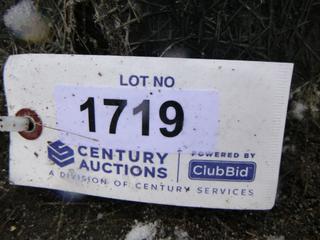 LOT NO
1719
CENTURY AUCTIONS
A DIVISION OF CENTURY SERVICES
POWERED BY
ClubBid